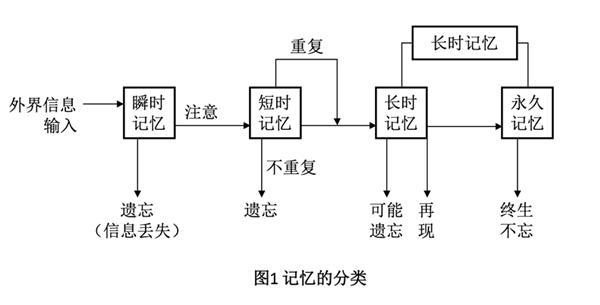 重复
长时记忆
外界信息
输入
瞬时
记忆
注意
短时
记忆
长时
记忆
永久
记忆
不重复
遗忘
（信息丢失）
遗忘
可能
遗忘
再
现
终生
不忘
图1 记忆的分类